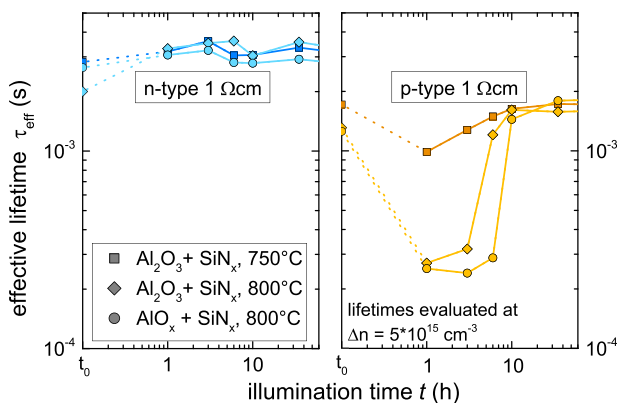 effective lifetime τeff (s)
10⁻³
10⁻⁴
n-type 1 Ωcm
Al₂O₃+ SiNₓ, 750°C
Al₂O₃+ SiNₓ, 800°C
AlOₓ + SiNₓ, 800°C
t₀
1
10
p-type 1 Ωcm
lifetimes evaluated at
Δn = 5*10¹⁵ cm⁻³
10⁻³
10⁻⁴
t₀
1
10
illumination time t (h)